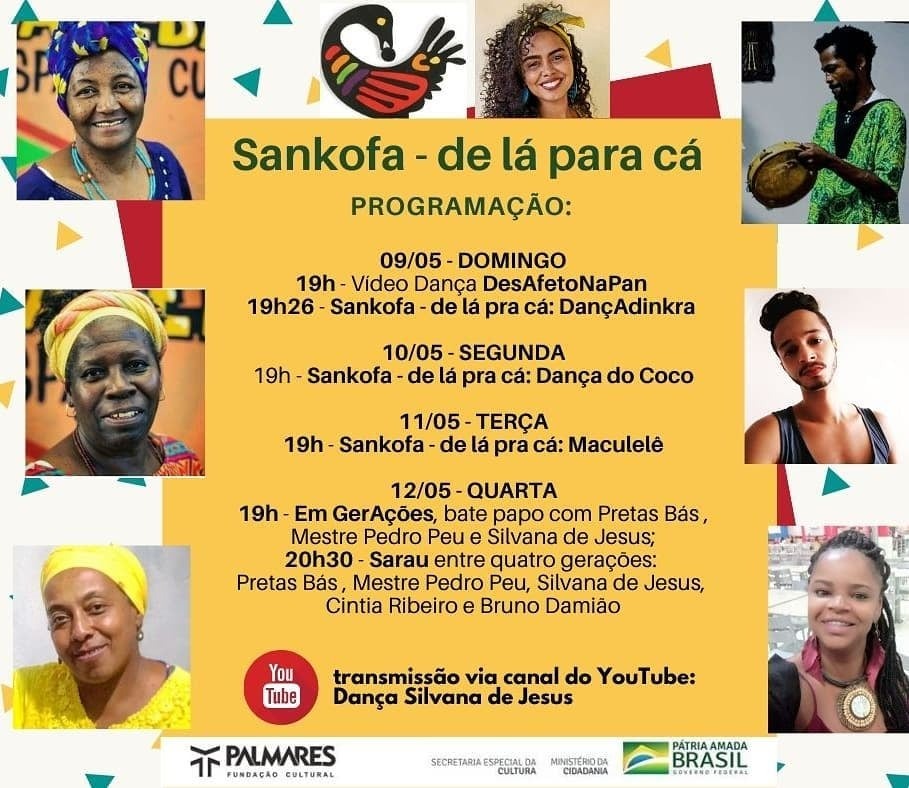 Sankofa - de lá para cá
PROGRAMAÇÃO:
09/05 - DOMINGO
19h - Vídeo Dança DesAfetoNaPan
19h26 - Sankofa - de lá pra cá: DançAdinkra
10/05 - SEGUNDA
19h - Sankofa - de lá pra cá: Dança do Coco
11/05 - TERÇA
19h - Sankofa - de lá pra cá: Maculelê
12/05 - QUARTA
19h - Em GerAções, bate papo com Pretas Bás ,
Mestre Pedro Peu e Silvana de Jesus;
20h30 - Sarau entre quatro gerações:
Pretas Bás , Mestre Pedro Peu, Silvana de Jesus,
Cintia Ribeiro e Bruno Damião
You
Tube
transmissão via canal do YouTube:
Dança Silvana de Jesus
PALMARES
FUNDAÇÃO CULTURAL
SECRETARIA ESPECIAL DA
CULTURA
MINISTÉRIO DA
CIDADANIA
PÁTRIA AMADA
BRASIL
GOVERNO FEDERAL